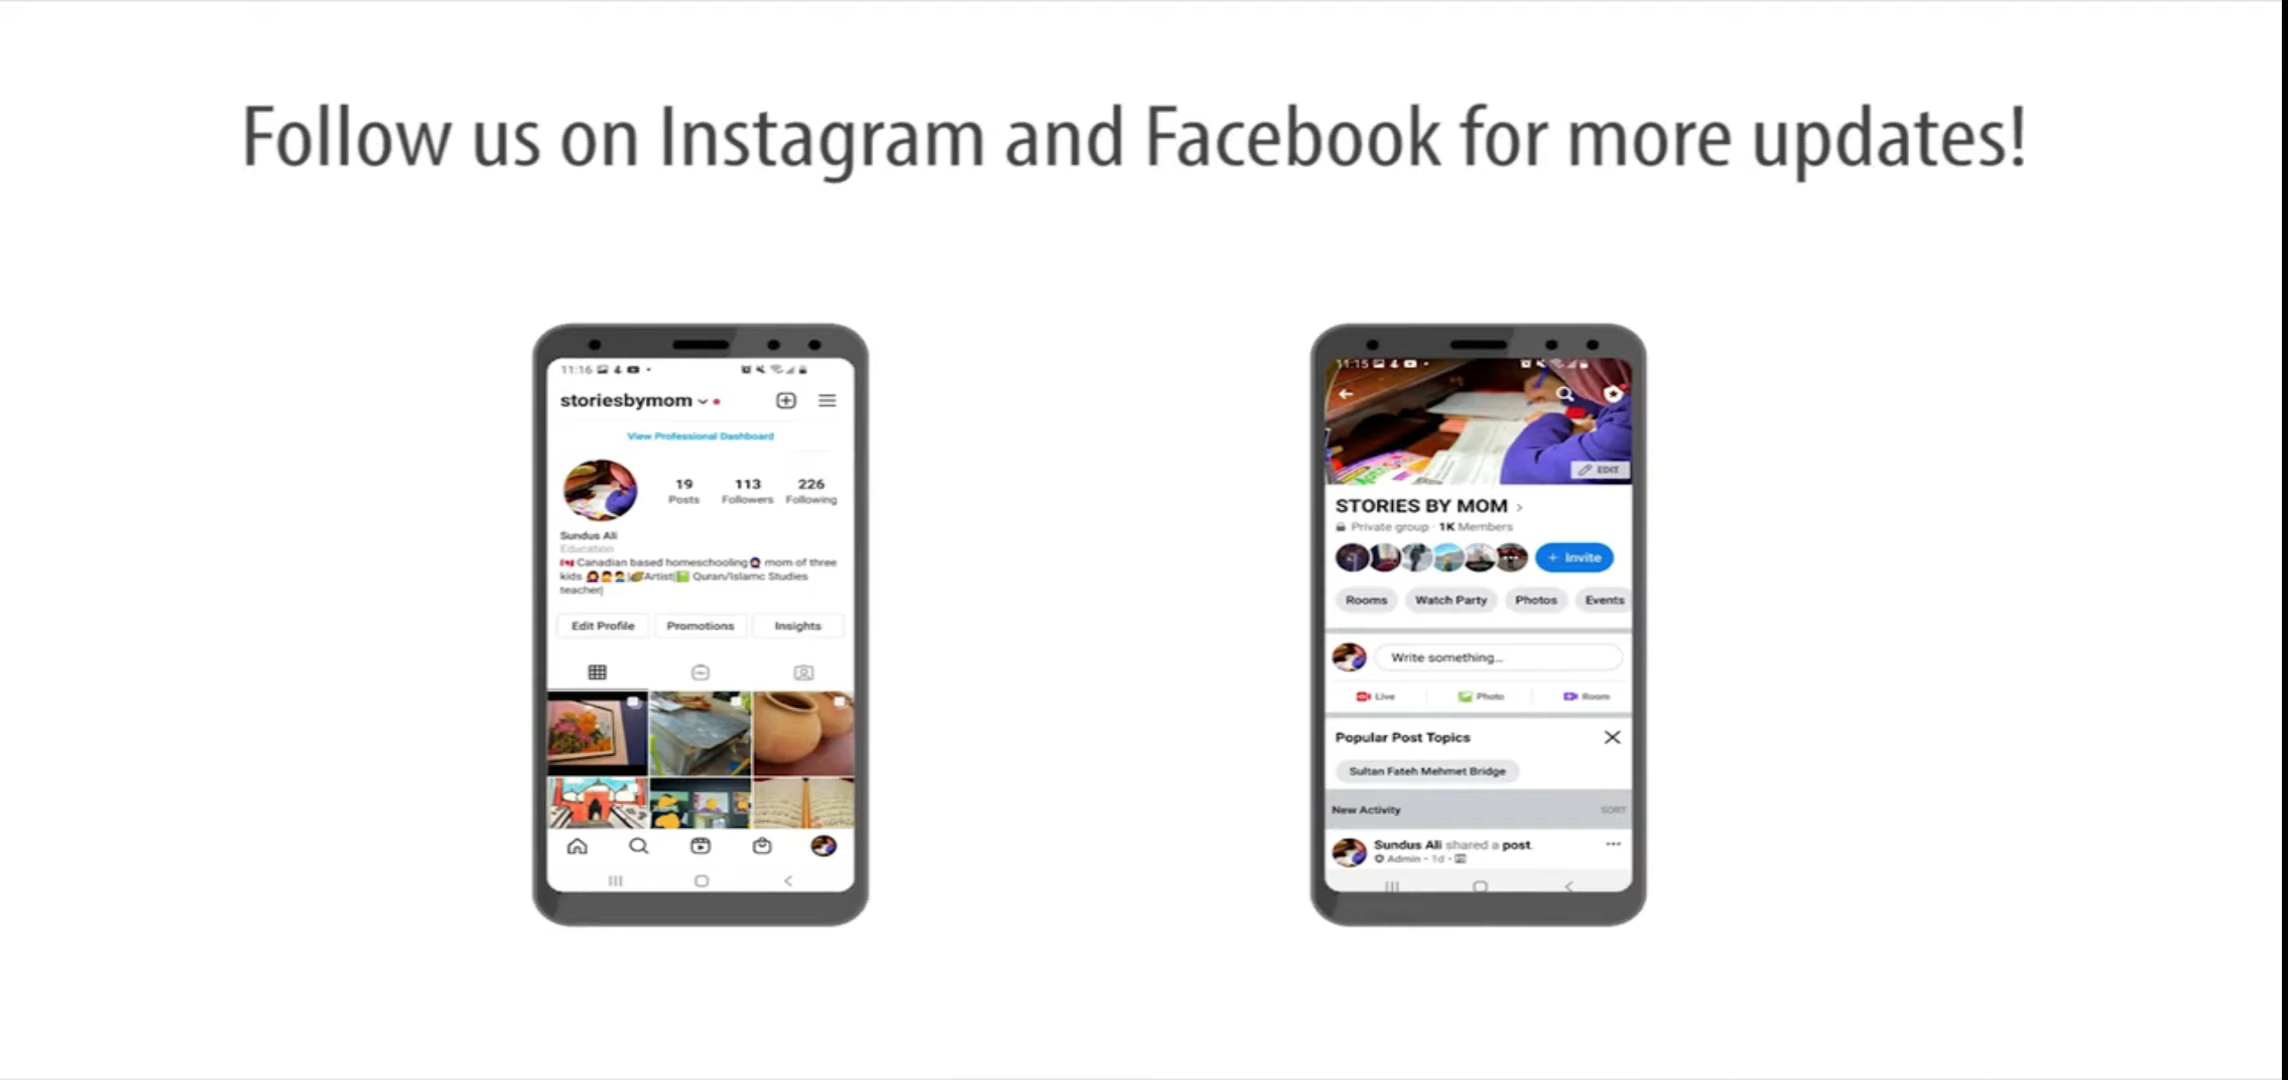 Follow us on Instagram and Facebook for more updates!
11:16
storiesbymom
View Professional Dashboard
19 113 226
Posts Followers Following
Sundus Ali
Education
Canadian based homeschooling mom of three
kids |Artist| Quran/Islamc Studies
teacher|
Edit Profile Promotions Insights
11:15
EDIT
STORIES BY MOM
Private group · 1K Members
+ Invite
Rooms Watch Party Photos Events
Write something...
Live Photo Room
Popular Post Topics
Sultan Fateh Mehmet Bridge
New Activity SORT
Sundus Ali shared a post.
Admin · 1d ·